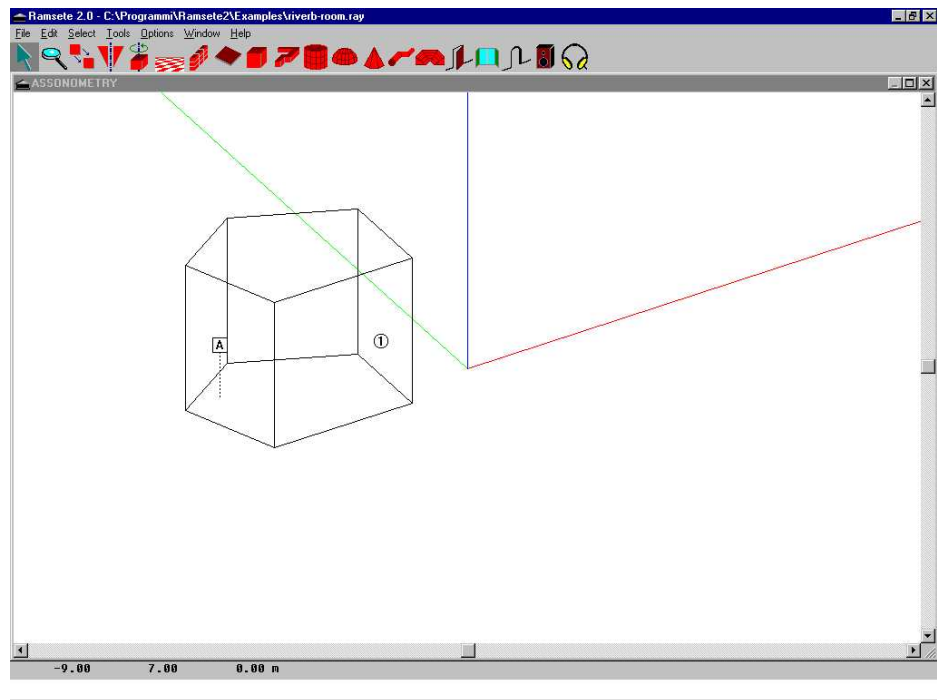 Ramsete 2.0 - C:\Programmi\Ramsete2\Examples\riverb-room.ray
File Edit Select Tools Options Window Help
ASSONOMETRY
A
1
-9.00 7.00 0.00 m